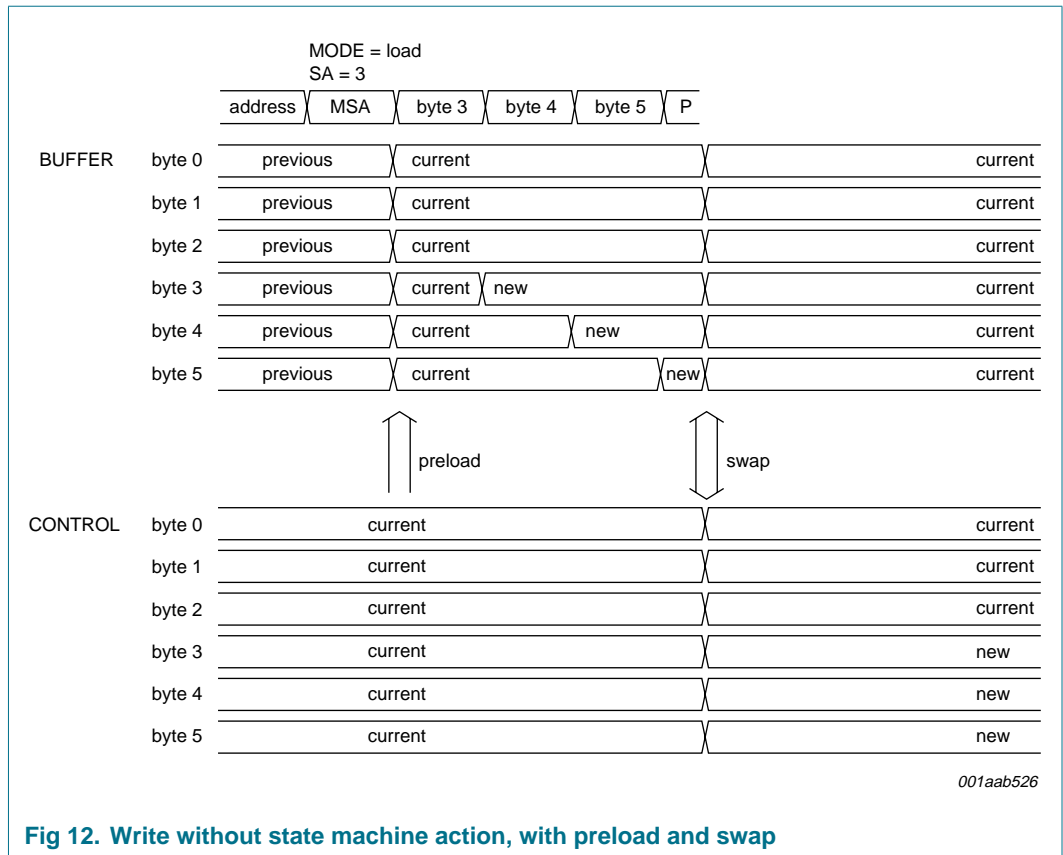 MODE = load
SA = 3
address MSA byte 3 byte 4 byte 5 P
BUFFER byte 0 previous current current
byte 1 previous current current
byte 2 previous current current
byte 3 previous current new current
byte 4 previous current new current
byte 5 previous current new current
preload swap
CONTROL byte 0 current current
byte 1 current current
byte 2 current current
byte 3 current new
byte 4 current new
byte 5 current new
001aab526
Fig 12. Write without state machine action, with preload and swap